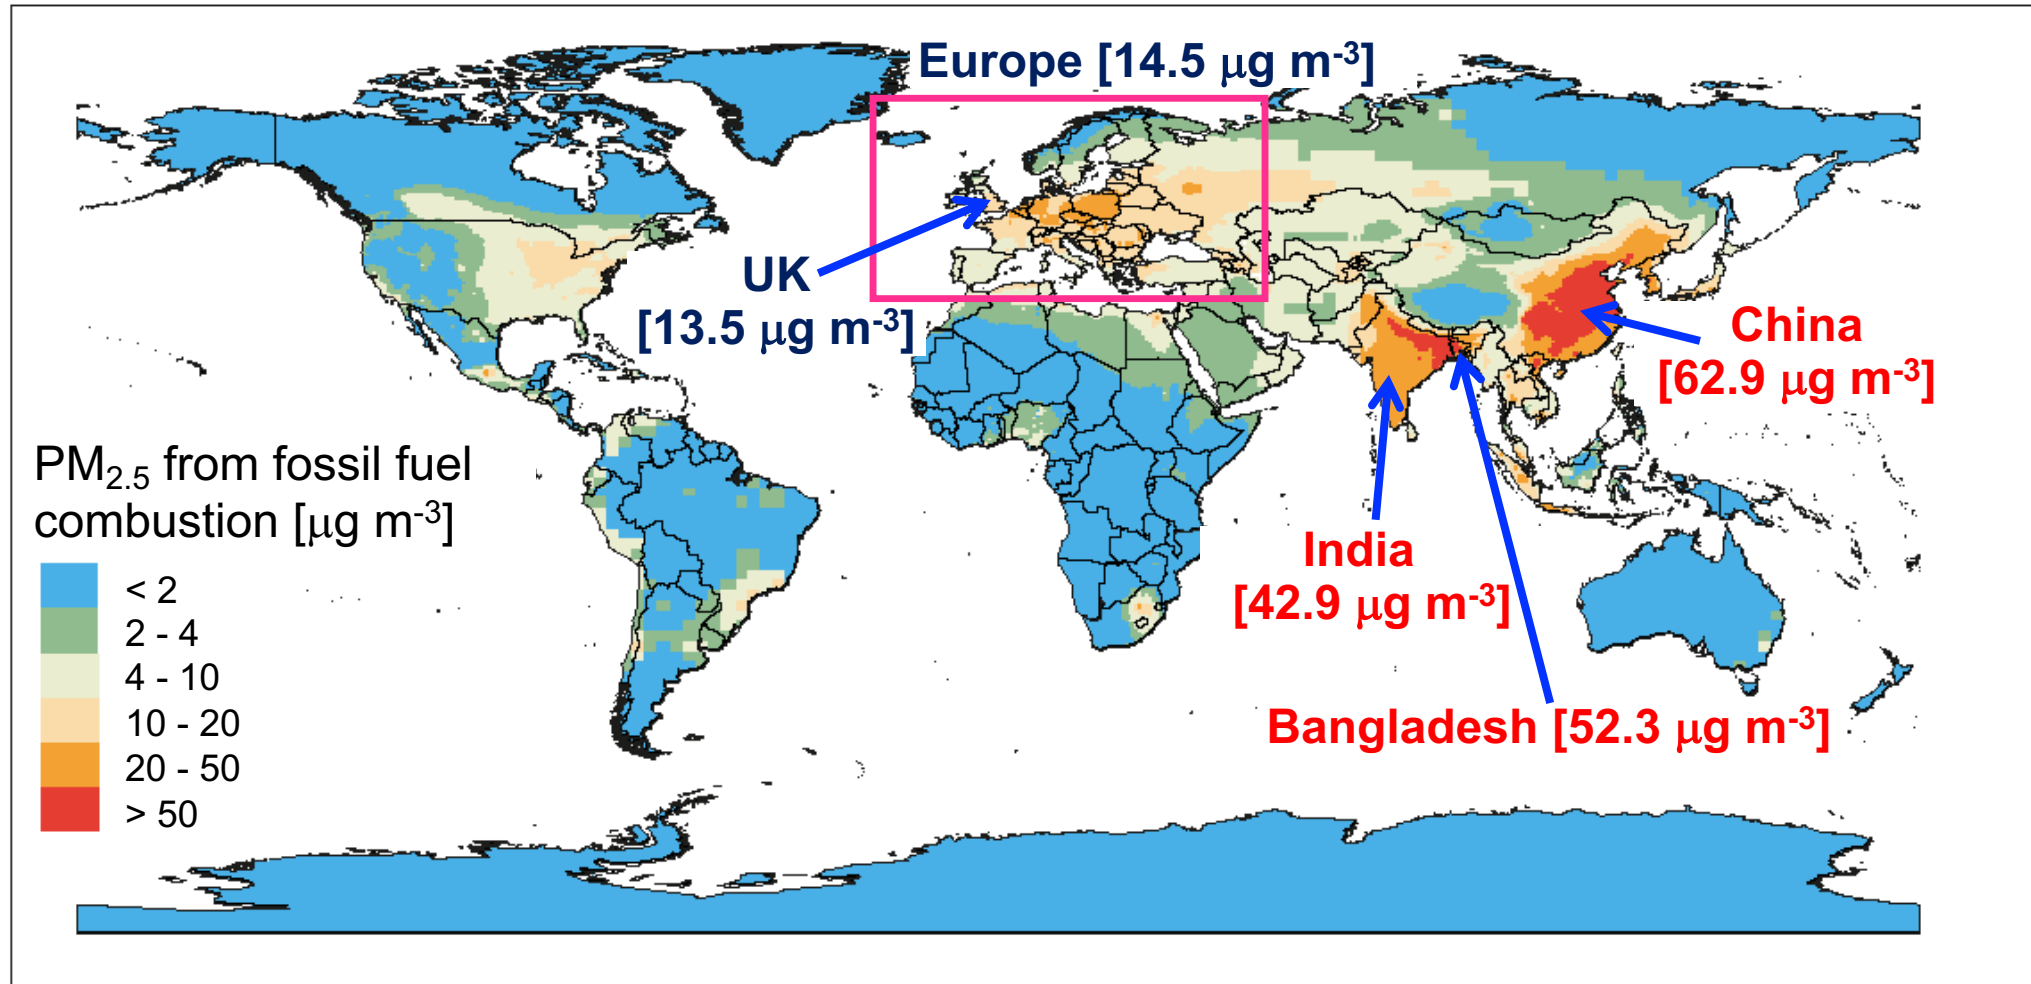 Europe [14.5 μg m⁻³]
UK
[13.5 μg m⁻³]
China
[62.9 μg m⁻³]
India
[42.9 μg m⁻³]
Bangladesh [52.3 μg m⁻³]
PM₂.₅ from fossil fuel
combustion [μg m⁻³]
< 2
2 - 4
4 - 10
10 - 20
20 - 50
> 50